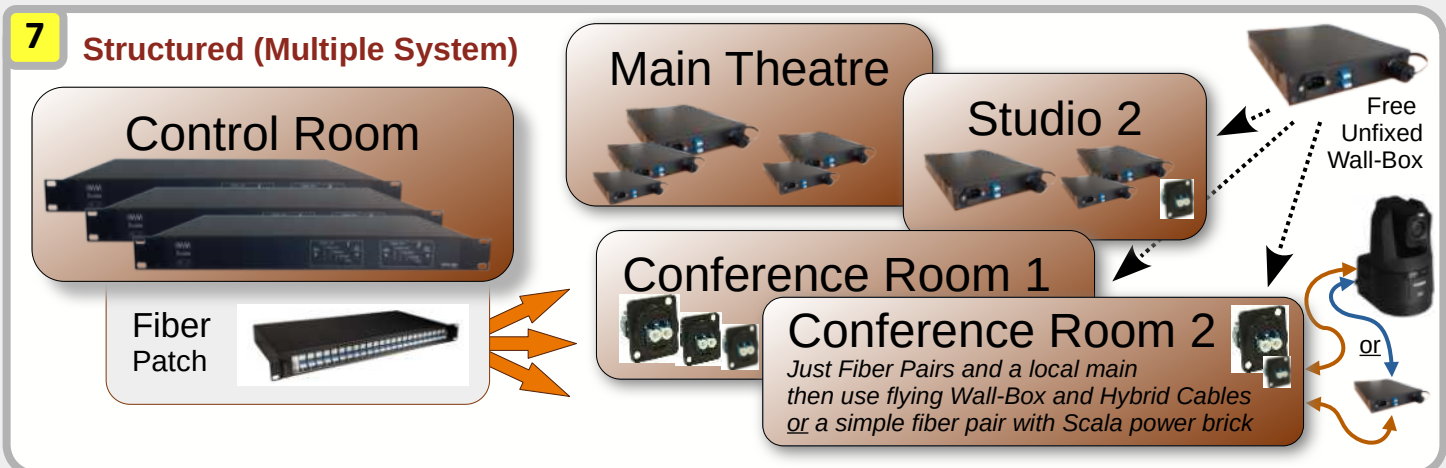 7
Structured (Multiple System)
Control Room
Fiber
Patch
Main Theatre
Studio 2
Free
Unfixed
Wall-Box
Conference Room 1
Conference Room 2
Just Fiber Pairs and a local main
then use flying Wall-Box and Hybrid Cables
or a simple fiber pair with Scala power brick
or